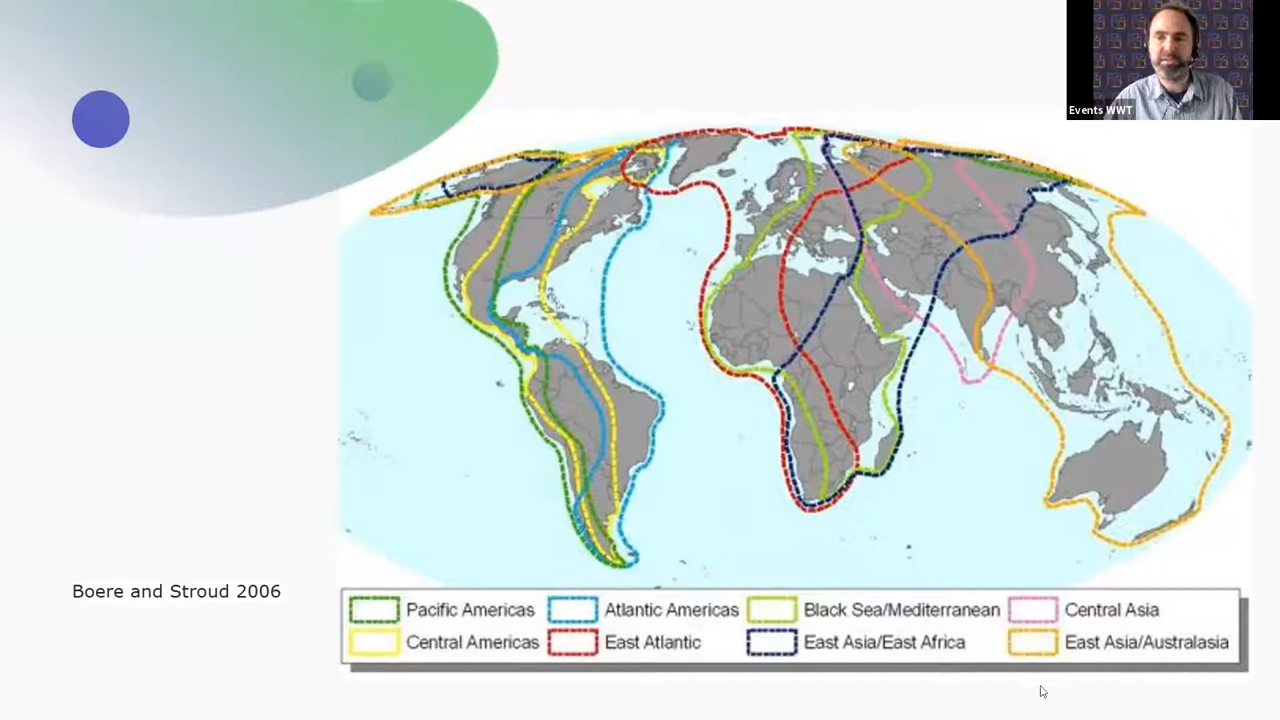 Events WWT
Boere and Stroud 2006
Pacific Americas
Atlantic Americas
Black Sea/Mediterranean
Central Asia
Central Americas
East Atlantic
East Asia/East Africa
East Asia/Australasia